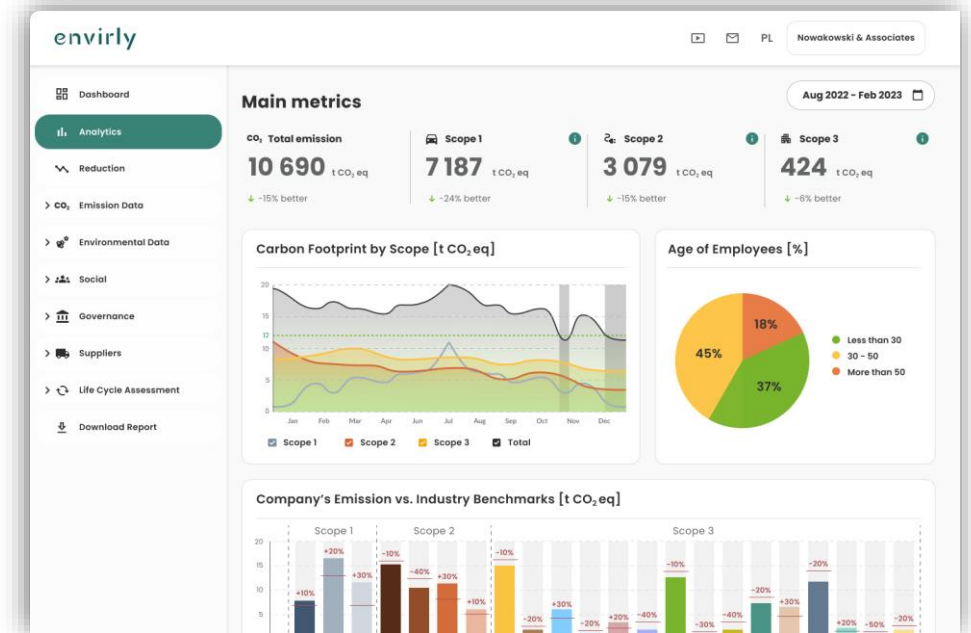 envirly
PL
Nowakowski & Associates
Dashboard
Analytics
Reduction
CO₂ Emission Data
Environmental Data
Social
Governance
Suppliers
Life Cycle Assessment
Download Report
Main metrics
Aug 2022 - Feb 2023
CO₂ Total emission
10 690 t CO₂ eq
-15% better
Scope 1
7 187 t CO₂ eq
-24% better
Scope 2
3 079 t CO₂ eq
-15% better
Scope 3
424 t CO₂ eq
-6% better
Carbon Footprint by Scope [t CO₂ eq]
20
15
12
10
5
0
Jan Feb Mar Apr Jun Jul Aug Sep Oct Nov Dec
Scope 1 Scope 2 Scope 3 Total
Age of Employees [%]
18%
45%
37%
Less than 30
30 - 50
More than 50
Company's Emission vs. Industry Benchmarks [t CO₂ eq]
Scope 1 Scope 2 Scope 3
20
15
10
5
+10% +20% +30% -10% -40% +30% +10% -10% -20% +30% -20% +20% -40% -10% -30% -40% -20% +30% -20% +20% -50% -20%